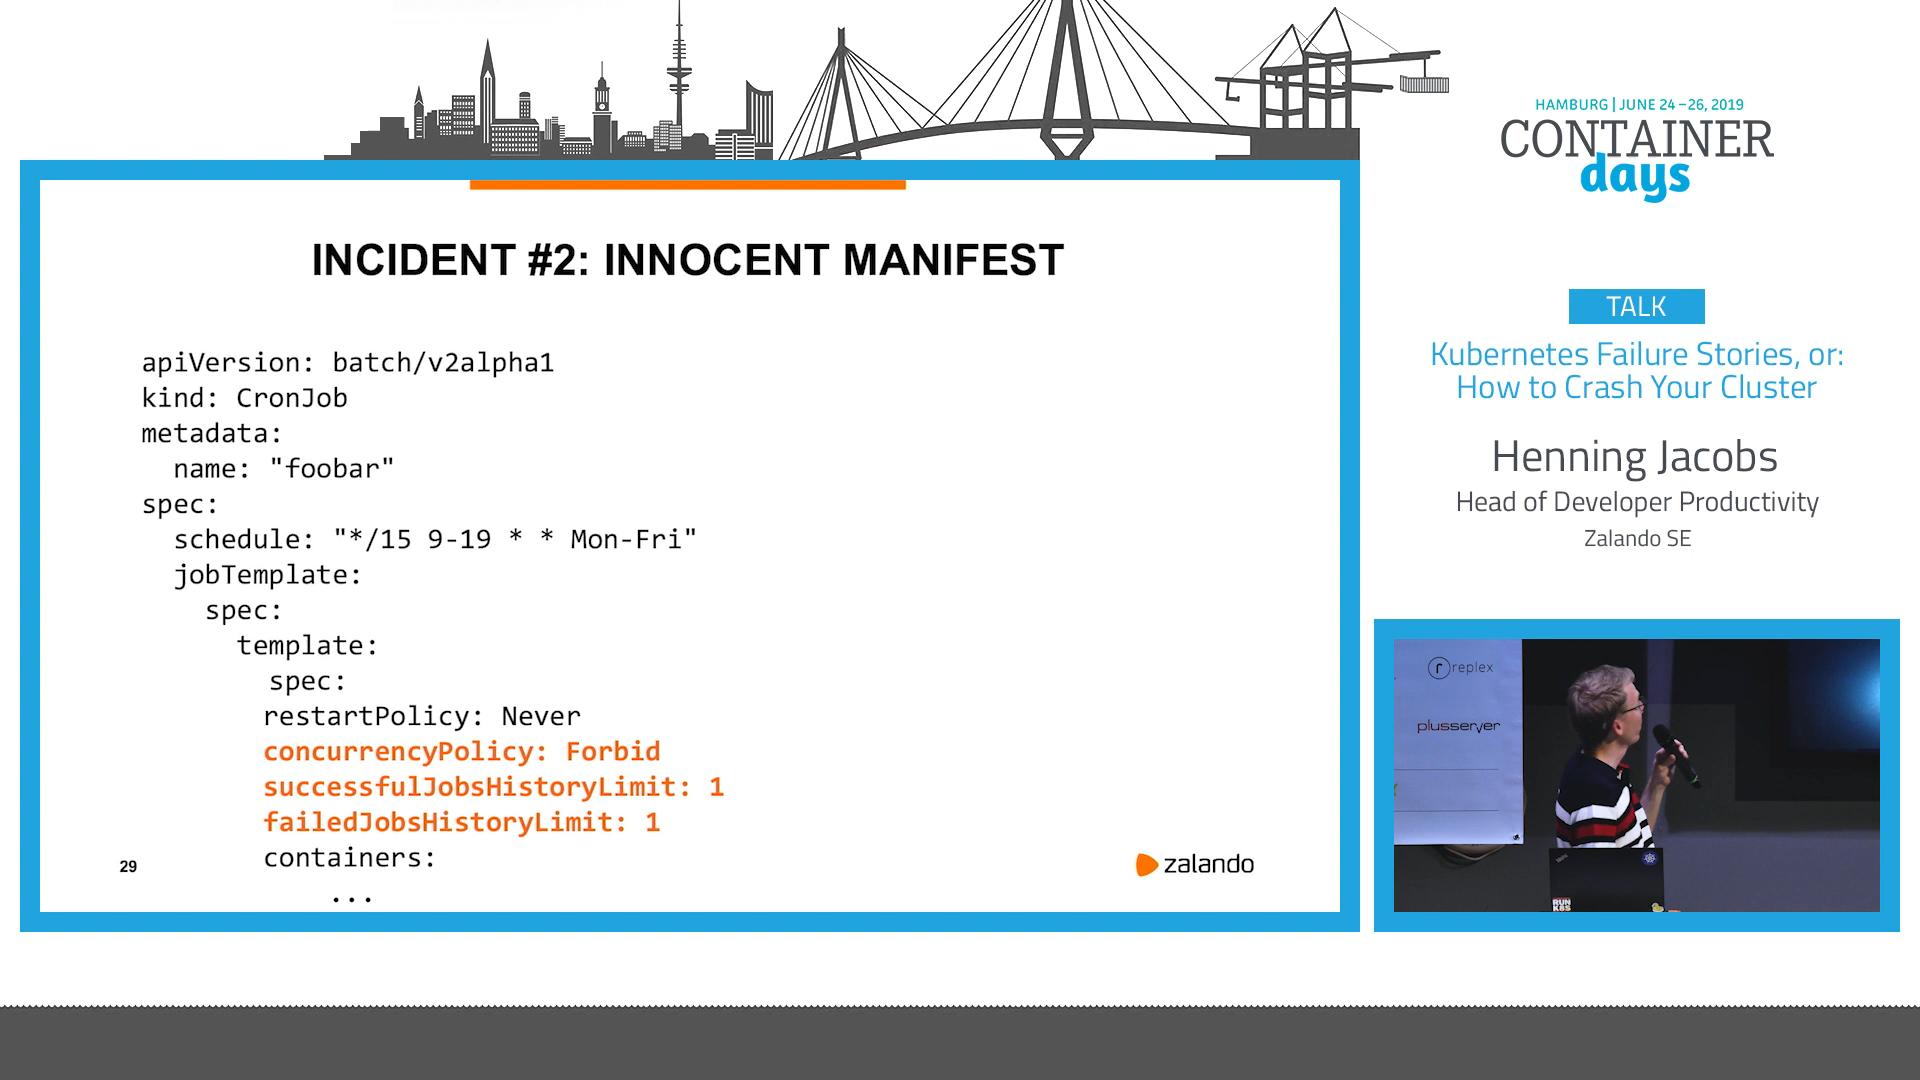 HAMBURG | JUNE 24–26, 2019
CONTAINER
days
INCIDENT #2: INNOCENT MANIFEST
apiVersion: batch/v2alpha1
kind: CronJob
metadata:
  name: "foobar"
spec:
  schedule: "*/15 9-19 * * Mon-Fri"
  jobTemplate:
    spec:
      template:
        spec:
restartPolicy: Never
concurrencyPolicy: Forbid
successfulJobsHistoryLimit: 1
failedJobsHistoryLimit: 1
containers:
...
29
zalando
TALK
Kubernetes Failure Stories, or:
How to Crash Your Cluster
Henning Jacobs
Head of Developer Productivity
Zalando SE
r replex
plusserver
RUN
K8S